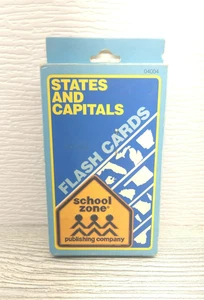 04004
STATES
AND
CAPITALS
FLASH CARDS
school
zone®
publishing company